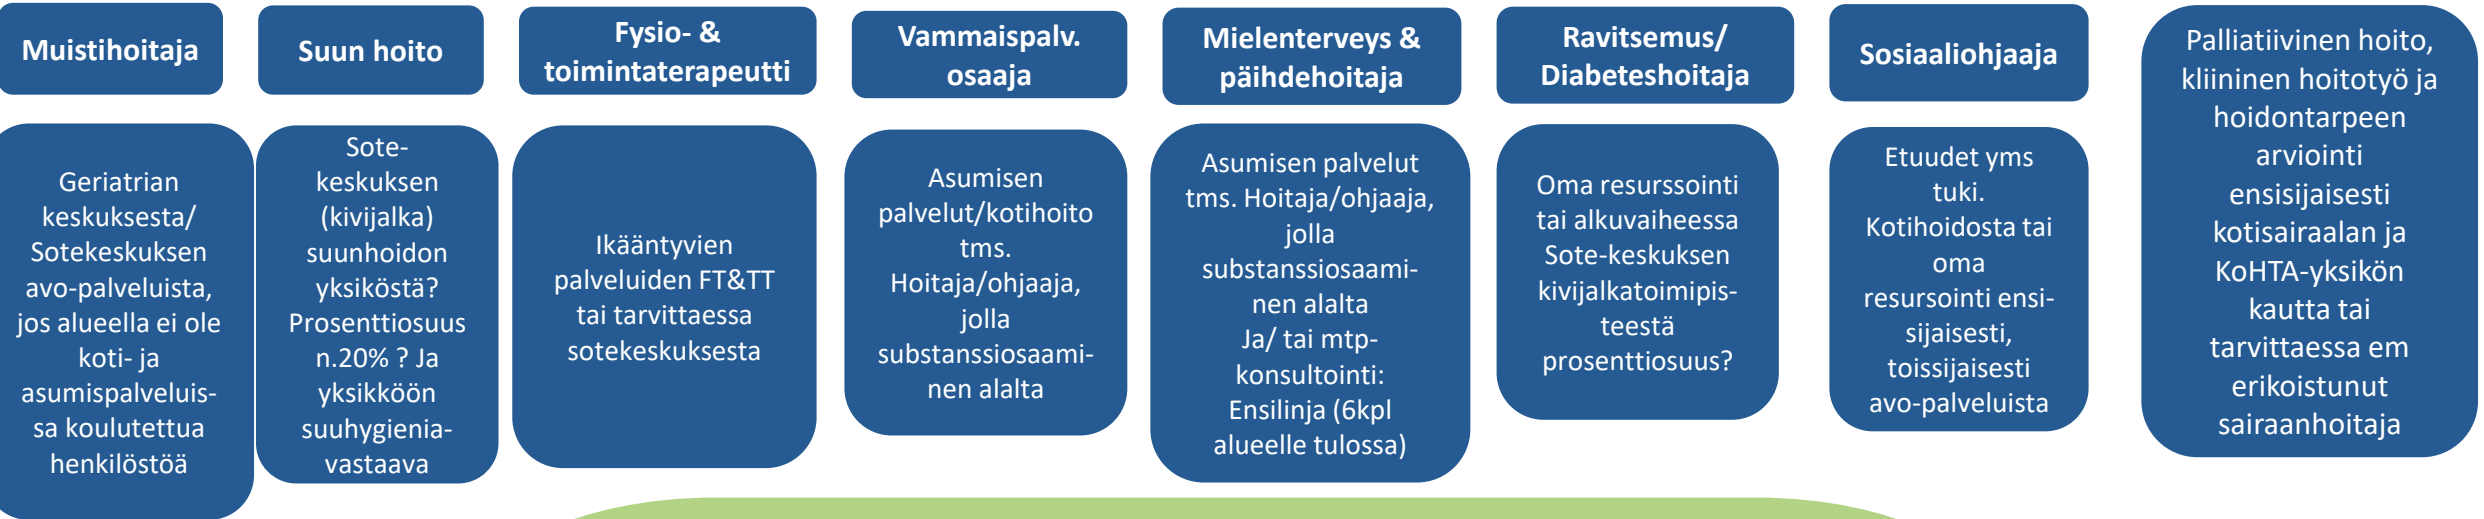 Muistihoitaja
Geriatrian
keskuksesta/
Sotekeskuksen
avo-palveluista,
jos alueella ei ole
koti- ja
asumispalveluis-
sa koulutettua
henkilöstöä
Suun hoito
Sote-
keskuksen
(kivijalka)
suunhoidon
yksiköstä?
Prosenttiosuus
n.20% ? Ja
yksikköön
suuhygienia-
vastaava
Fysio- &
toimintaterapeutti
Ikääntyvien
palveluiden FT&TT
tai tarvittaessa
sotekeskuksesta
Vammaispalv.
osaaja
Asumisen
palvelut/kotihoito
tms.
Hoitaja/ohjaaja,
jolla
substanssiosaami-
nen alalta
Mielenterveys &
päihdehoitaja
Asumisen palvelut
tms. Hoitaja/ohjaaja,
jolla
substanssiosaami-
nen alalta
Ja/ tai mtp-
konsultointi:
Ensilinja (6kpl
alueelle tulossa)
Ravitsemus/
Diabeteshoitaja
Oma resurssointi
tai alkuvaiheessa
Sote-keskuksen
kivijalkatoimipis-
teestä
prosenttiosuus?
Sosiaaliohjaaja
Etuudet yms
tuki.
Kotihoidosta tai
oma
resursointi ensi-
sijaisesti,
toissijaisesti
avo-palveluista
Palliatiivinen hoito,
kliininen hoitotyö ja
hoidontarpeen
arviointi
ensisijaisesti
kotisairaalan ja
KoHTA-yksikön
kautta tai
tarvittaessa em
erikoistunut
sairaanhoitaja